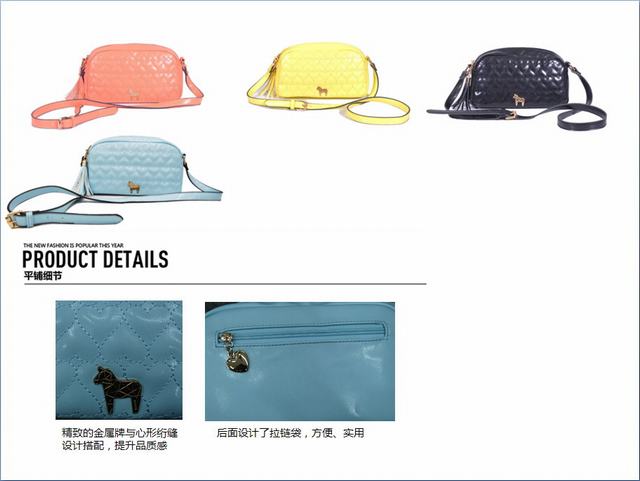 THE NEW FASHION IS POPULAR THIS YEAR
PRODUCT DETAILS
平铺细节
精致的金属牌与心形绗缝
设计搭配，提升品质感
后面设计了拉链袋，方便、实用